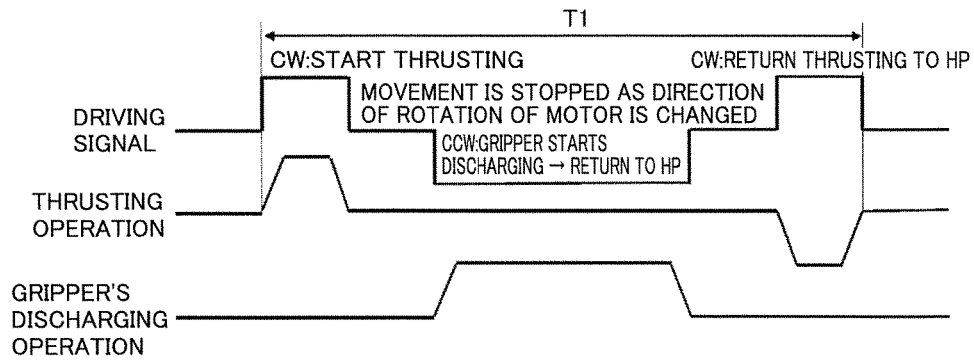 T1
CW:START THRUSTING
CW:RETURN THRUSTING TO HP
MOVEMENT IS STOPPED AS DIRECTION
OF ROTATION OF MOTOR IS CHANGED
DRIVING
SIGNAL
CCW:GRIPPER STARTS
DISCHARGING → RETURN TO HP
THRUSTING
OPERATION
GRIPPER'S
DISCHARGING
OPERATION